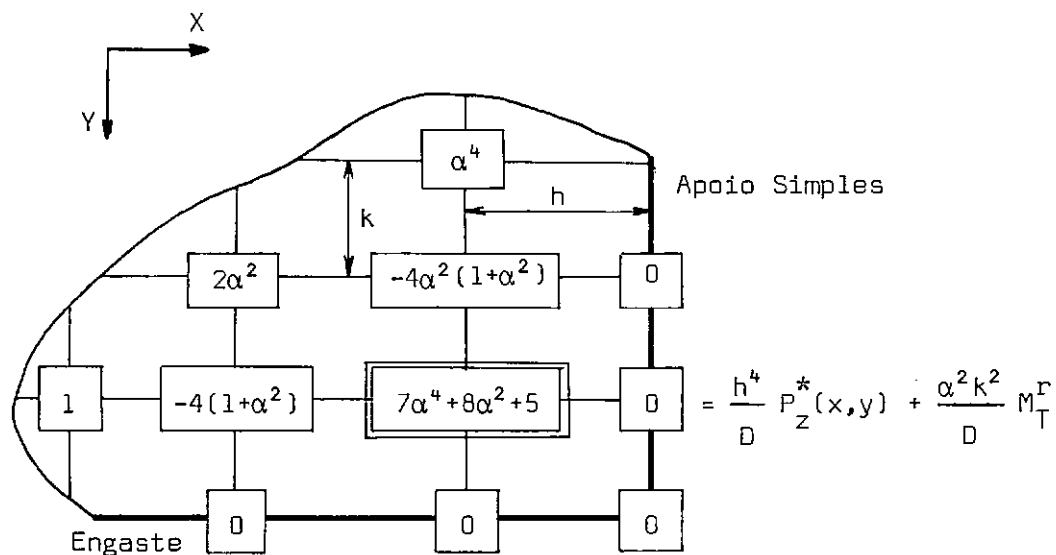 X
Y
α⁴
Apoio Simples
h
k
2α²
-4α²(1+α²)
0
1
-4(1+α²)
7α⁴+8α²+5
0
= h⁴/D P*z(x,y) + α²k²/D MᵣT
0
0
0
Engaste